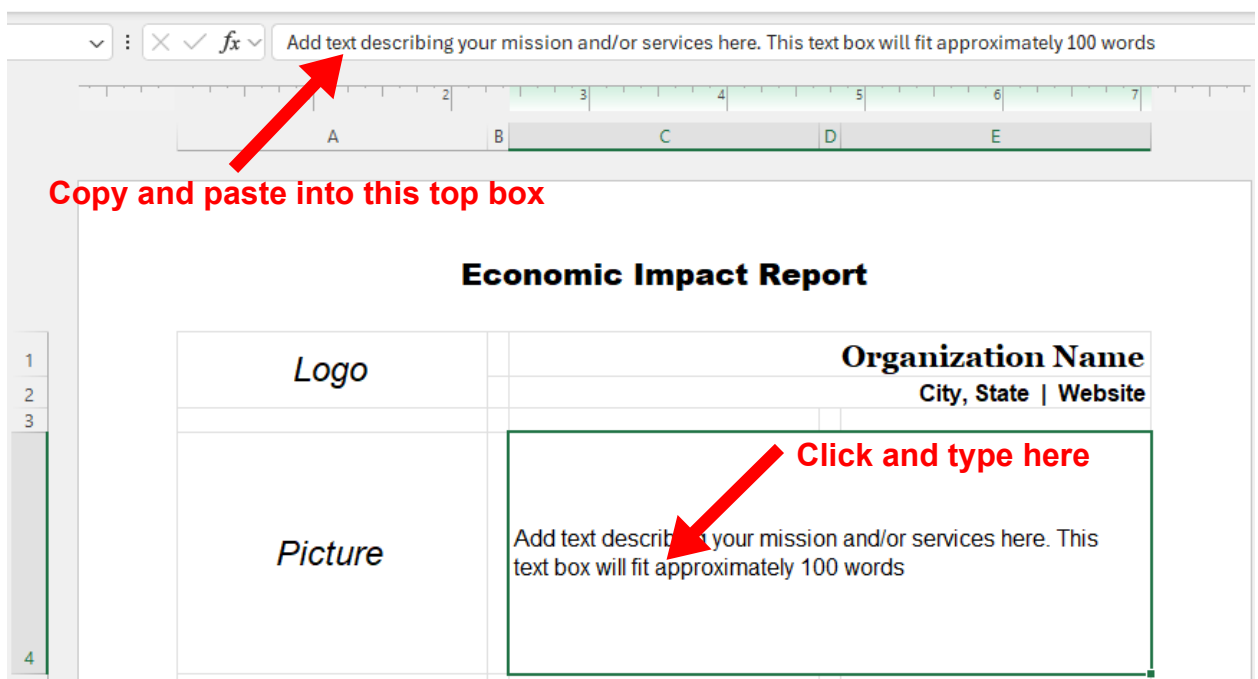 fx Add text describing your mission and/or services here. This text box will fit approximately 100 words
2 3 4 5 6 7
A B C D E
Copy and paste into this top box
Economic Impact Report
1 Logo Organization Name
2 City, State | Website
3
Click and type here
Picture
Add text describing your mission and/or services here. This
text box will fit approximately 100 words
4